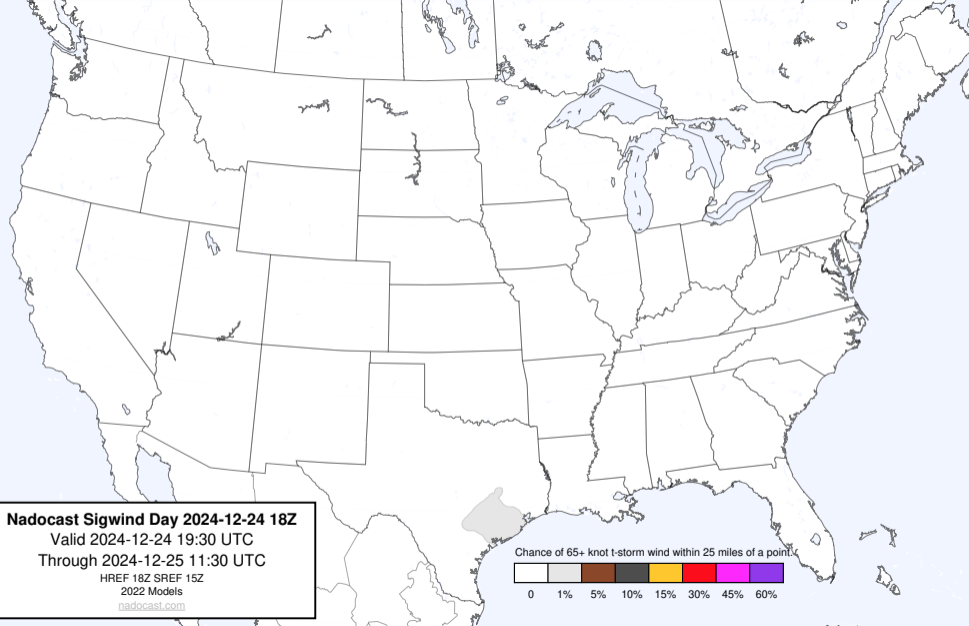 Nadocast Sigwind Day 2024-12-24 18Z
Valid 2024-12-24 19:30 UTC
Through 2024-12-25 11:30 UTC
HREF 18Z SREF 15Z
2022 Models
nadocast.com
Chance of 65+ knot t-storm wind within 25 miles of a point.
0 1% 5% 10% 15% 30% 45% 60%